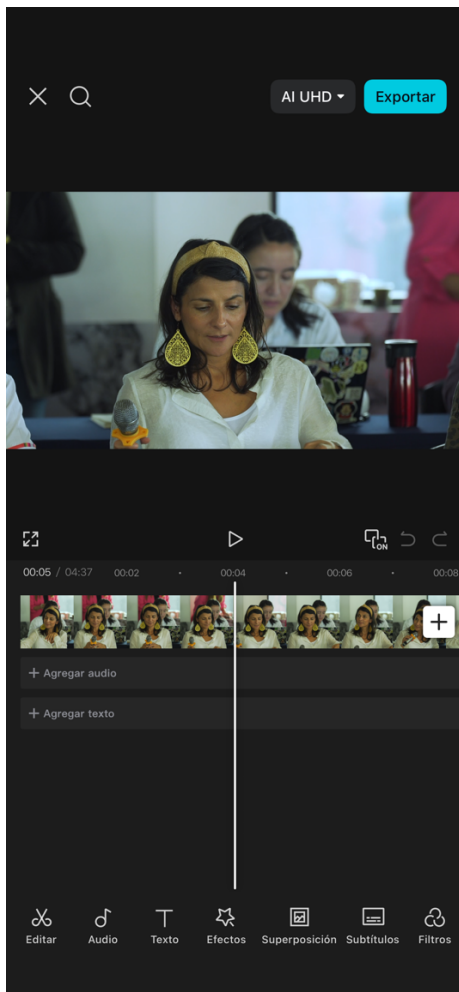 AI UHD
Exportar
ON
00:05 / 04:37 00:02 00:04 00:06 00:08
+ Agregar audio
+ Agregar texto
Editar Audio Texto Efectos Superposición Subtítulos Filtros